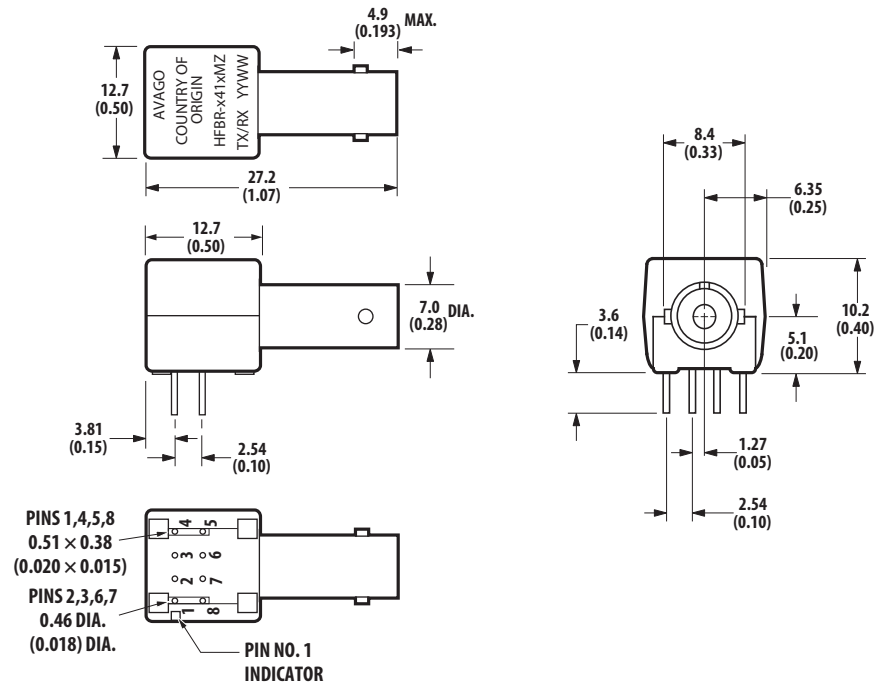 4.9
(0.193)
MAX.
12.7
(0.50)
AVAGO
COUNTRY OF
ORIGIN
HFBR-x41xMZ
TX/RX YYWW
27.2
(1.07)
8.4
(0.33)
6.35
(0.25)
12.7
(0.50)
7.0
(0.28)
DIA.
3.6
(0.14)
5.1
(0.20)
10.2
(0.40)
3.81
(0.15)
2.54
(0.10)
1.27
(0.05)
2.54
(0.10)
PINS 1,4,5,8
0.51 × 0.38
(0.020 × 0.015)
4 5
3 6
2 7
1 8
PINS 2,3,6,7
0.46 DIA.
(0.018) DIA.
PIN NO. 1
INDICATOR